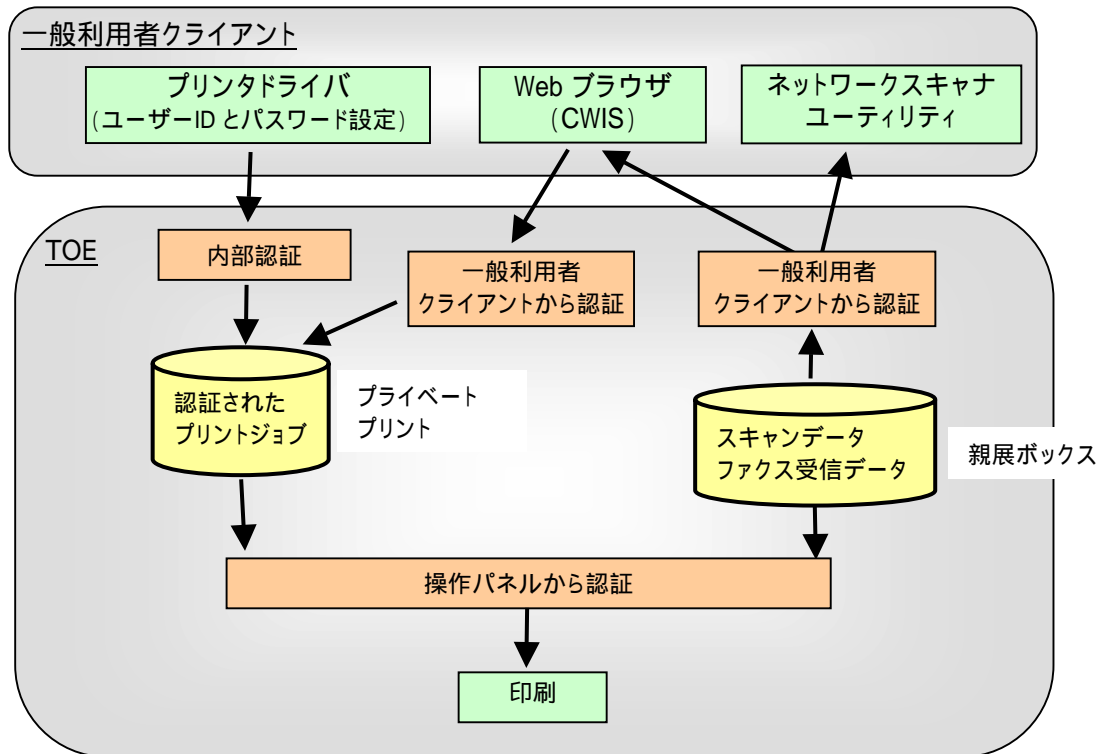 一般利用者クライアント
プリンタドライバ
(ユーザーID とパスワード設定)
Web ブラウザ
(CWIS)
ネットワークスキャナ
ユーティリティ
TOE
内部認証
一般利用者
クライアントから認証
一般利用者
クライアントから認証
認証された
プリントジョブ
プライベート
プリント
スキャンデータ
ファクス受信データ
親展ボックス
操作パネルから認証
印刷